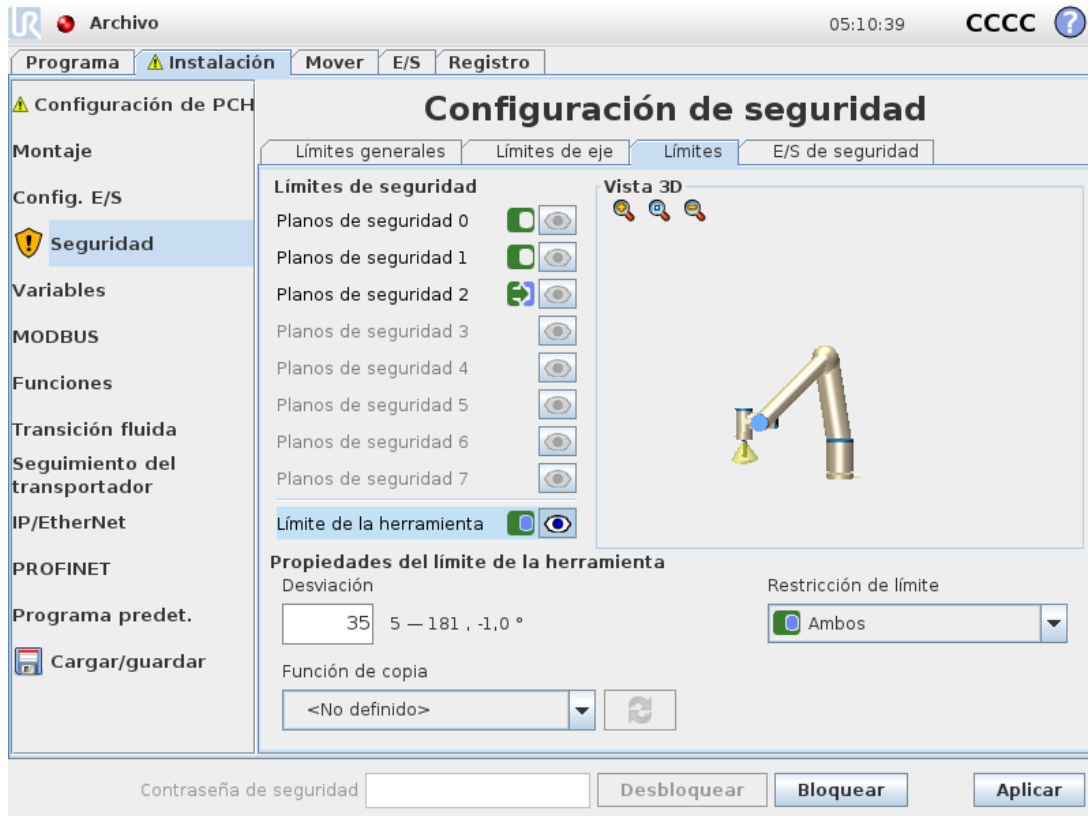 UR Archivo 05:10:39 CCCC ?
Programa Instalación Mover E/S Registro
Configuración de PCH
Montaje
Config. E/S
Seguridad
Variables
MODBUS
Funciones
Transición fluida
Seguimiento del
transportador
IP/EtherNet
PROFINET
Programa predet.
Cargar/guardar
Configuración de seguridad
Límites generales Límites de eje Límites E/S de seguridad
Límites de seguridad
Planos de seguridad 0
Planos de seguridad 1
Planos de seguridad 2
Planos de seguridad 3
Planos de seguridad 4
Planos de seguridad 5
Planos de seguridad 6
Planos de seguridad 7
Límite de la herramienta
Vista 3D
Propiedades del límite de la herramienta
Desviación
35 5 — 181 , -1,0 °
Restricción de límite
Ambos
Función de copia
<No definido>
Contraseña de seguridad Desbloquear Bloquear Aplicar